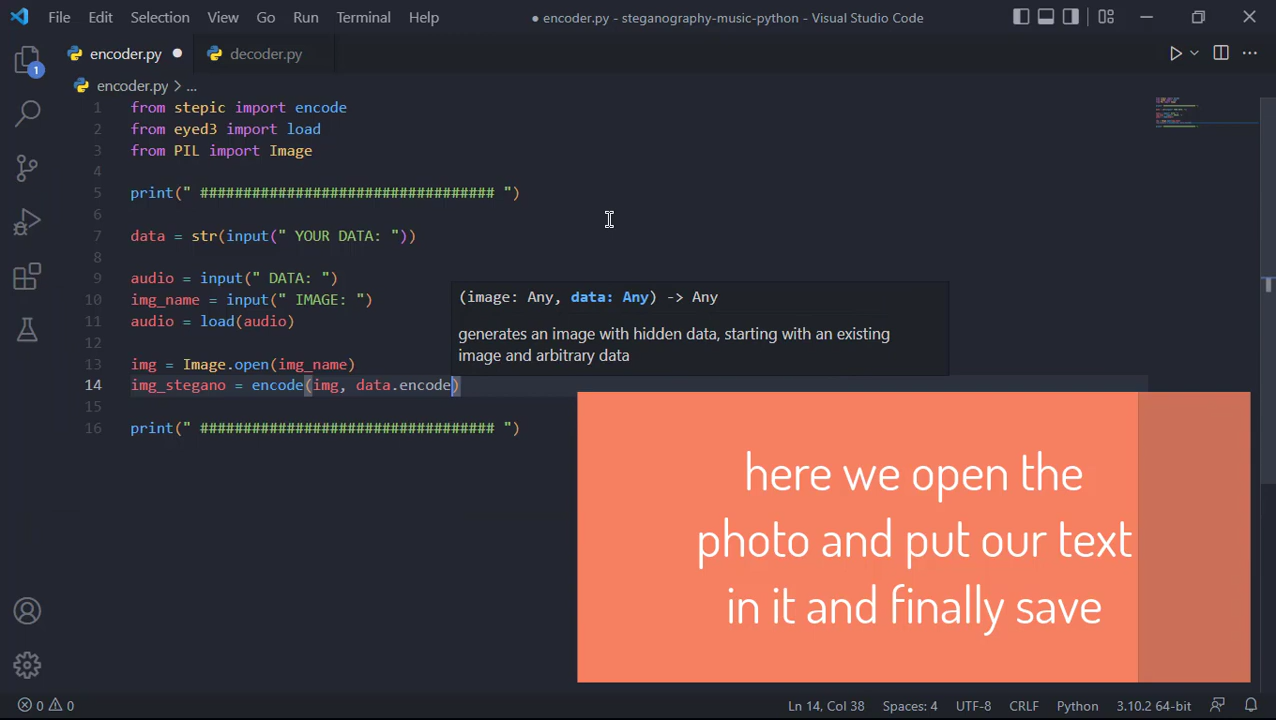 File Edit Selection View Go Run Terminal Help
● encoder.py - steganography-music-python - Visual Studio Code
encoder.py ● decoder.py
encoder.py > ...
1 from stepic import encode
2 from eyed3 import load
3 from PIL import Image
4
5 print(" ################################## ")
6
7 data = str(input(" YOUR DATA: "))
8
9 audio = input(" DATA: ")
10 img_name = input(" IMAGE: ")
11 audio = load(audio)
12
13 img = Image.open(img_name)
14 img_stegano = encode(img, data.encode)
15
16 print(" ################################## ")
(image: Any, data: Any) -> Any
generates an image with hidden data, starting with an existing
image and arbitrary data
here we open the
photo and put our text
in it and finally save
1
0 0
Ln 14, Col 38 Spaces: 4 UTF-8 CRLF Python 3.10.2 64-bit